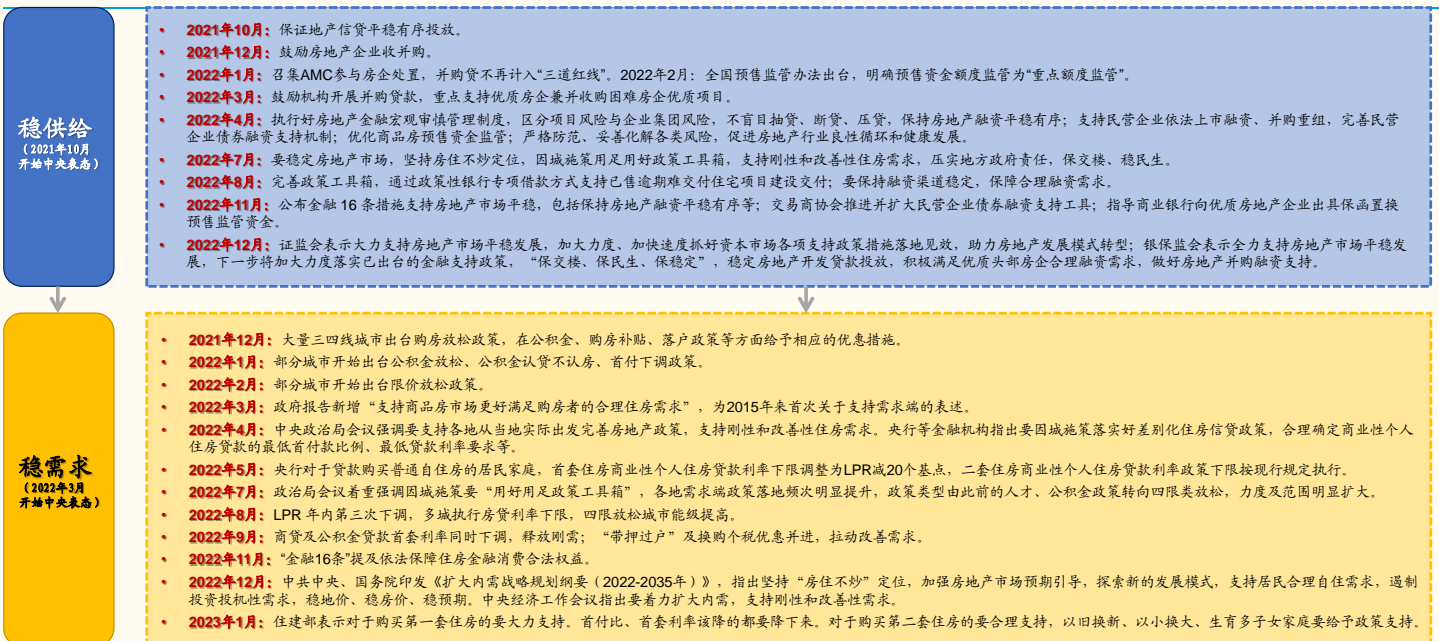 稳供给
（2021年10月
开始中央表态）
• 2021年10月：保证地产信贷平稳有序投放。
• 2021年12月：鼓励房地产企业收并购。
• 2022年1月：召集AMC参与房企处置，并购贷不再计入“三道红线”。2022年2月：全国预售监管办法出台，明确预售资金额度监管为“重点额度监管”。
• 2022年3月：鼓励机构开展并购贷款，重点支持优质房企兼并收购困难房企优质项目。
• 2022年4月：执行好房地产金融宏观审慎管理制度，区分项目风险与企业集团风险，不盲目抽贷、断贷、压贷，保持房地产融资平稳有序；支持民营企业依法上市融资、并购重组，完善民营
企业债券融资支持机制；优化商品房预售资金监管；严格防范、妥善化解各类风险，促进房地产行业良性循环和健康发展。
• 2022年7月：要稳定房地产市场，坚持房住不炒定位，因城施策用足用好政策工具箱，支持刚性和改善性住房需求，压实地方政府责任，保交楼、稳民生。
• 2022年8月：完善政策工具箱，通过政策性银行专项借款方式支持已售逾期难交付住宅项目建设交付；要保持融资渠道稳定，保障合理融资需求。
• 2022年11月：公布金融 16 条措施支持房地产市场平稳，包括保持房地产融资平稳有序等；交易商协会推进并扩大民营企业债券融资支持工具；指导商业银行向优质房地产企业出具保函置换
预售监管资金。
• 2022年12月：证监会表示大力支持房地产市场平稳发展，加大力度、加快速度抓好资本市场各项支持政策措施落地见效，助力房地产发展模式转型；银保监会表示全力支持房地产市场平稳发
展，下一步将加大力度落实已出台的金融支持政策，“保交楼、保民生、保稳定”，稳定房地产开发贷款投放，积极满足优质头部房企合理融资需求，做好房地产并购融资支持。
稳需求
（2022年3月
开始中央表态）
• 2021年12月：大量三四线城市出台购房放松政策，在公积金、购房补贴、落户政策等方面给予相应的优惠措施。
• 2022年1月：部分城市开始出台公积金放松、公积金认贷不认房、首付下调政策。
• 2022年2月：部分城市开始出台限价放松政策。
• 2022年3月：政府报告新增“支持商品房市场更好满足购房者的合理住房需求”，为2015年来首次关于支持需求端的表述。
• 2022年4月：中央政治局会议强调要支持各地从当地实际出发完善房地产政策，支持刚性和改善性住房需求。央行等金融机构指出要因城施策落实好差别化住房信贷政策，合理确定商业性个人
住房贷款的最低首付款比例、最低贷款利率要求等。
• 2022年5月：央行对于贷款购买普通自住房的居民家庭，首套住房商业性个人住房贷款利率下限调整为LPR减20个基点，二套住房商业性个人住房贷款利率政策下限按现行规定执行。
• 2022年7月：政治局会议着重强调因城施策要“用好用足政策工具箱”，各地需求端政策落地频次明显提升，政策类型由此前的人才、公积金政策转向四限类放松，力度及范围明显扩大。
• 2022年8月：LPR 年内第三次下调，多城执行房贷利率下限，四限放松城市能级提高。
• 2022年9月：商贷及公积金贷款首套利率同时下调，释放刚需；“带押过户”及换购个税优惠并进，拉动改善需求。
• 2022年11月：“金融16条”提及依法保障住房金融消费合法权益。
• 2022年12月：中共中央、国务院印发《扩大内需战略规划纲要（2022-2035年）》，指出坚持“房住不炒”定位，加强房地产市场预期引导，探索新的发展模式，支持居民合理自住需求，遏制
投资投机性需求，稳地价、稳房价、稳预期。中央经济工作会议指出要着力扩大内需，支持刚性和改善性需求。
• 2023年1月：住建部表示对于购买第一套住房的要大力支持。首付比、首套利率该降的都要降下来。对于购买第二套住房的要合理支持，以旧换新、以小换大、生育多子女家庭要给予政策支持。